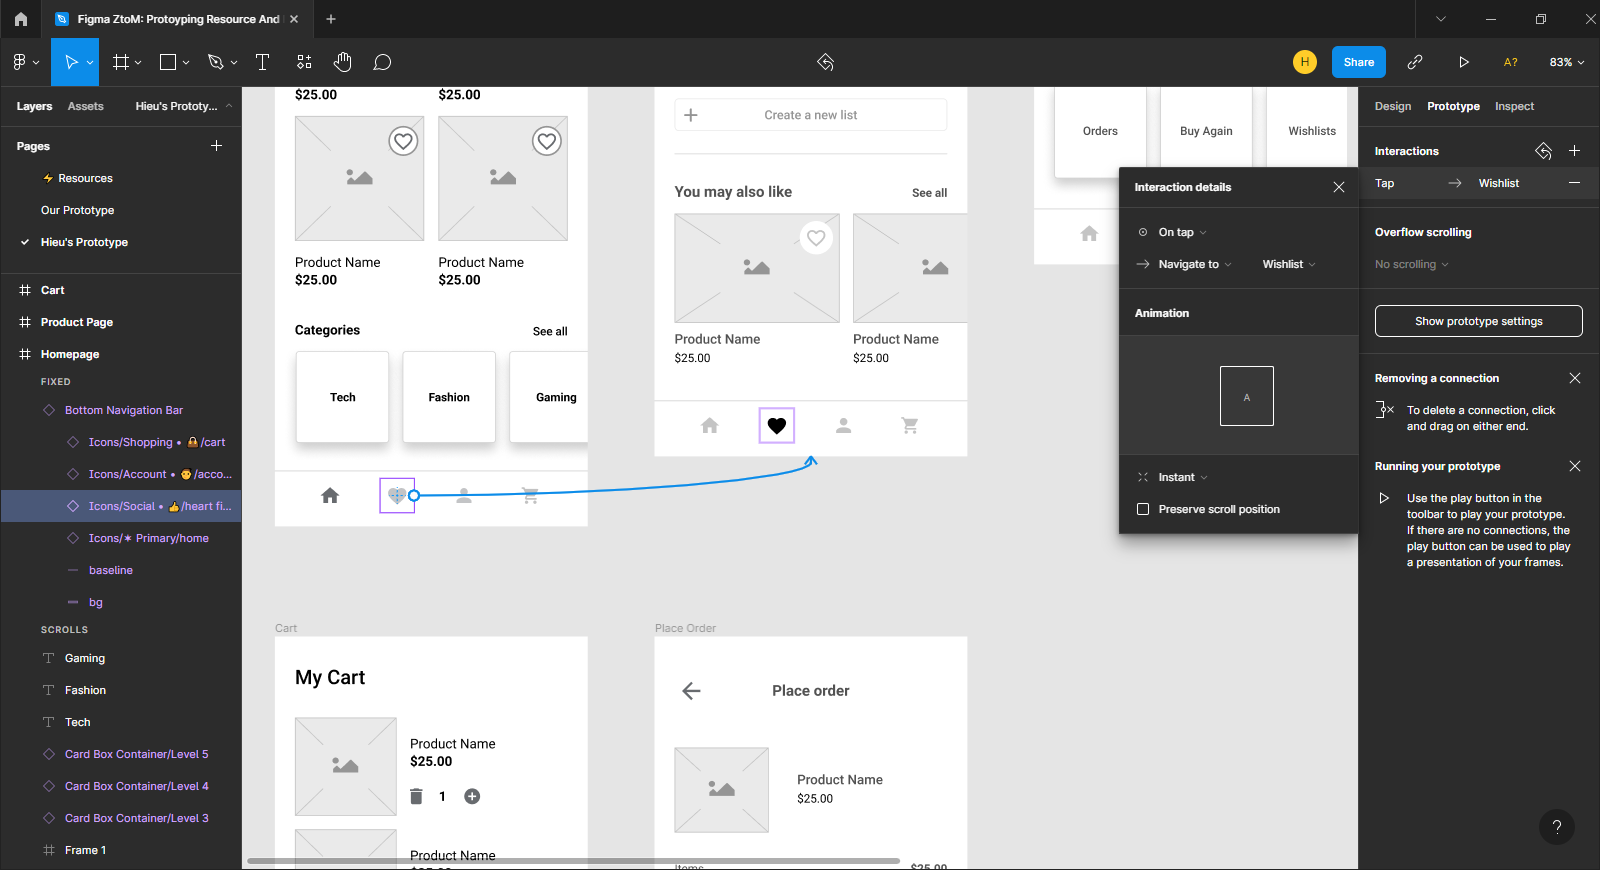 Figma ZtoM: Protoyping Resource And
H
Share
A?
83%
Layers
Assets
Hieu's Prototy...
Pages
⚡ Resources
Our Prototype
Hieu's Prototype
Cart
Product Page
Homepage
FIXED
Bottom Navigation Bar
Icons/Shopping • 👜/cart
Icons/Account • 👨/acco...
Icons/Social • 👍/heart fi...
Icons/✶ Primary/home
baseline
bg
SCROLLS
Gaming
Fashion
Tech
Card Box Container/Level 5
Card Box Container/Level 4
Card Box Container/Level 3
Frame 1
$25.00
$25.00
Product Name
$25.00
Product Name
$25.00
Categories
See all
Tech
Fashion
Gaming
Create a new list
You may also like
See all
Product Name
$25.00
Product Name
$25.00
Orders
Buy Again
Wishlists
Cart
My Cart
Product Name
$25.00
1
Product Name
Place Order
Place order
Product Name
$25.00
Items
$25.00
Interaction details
On tap
Navigate to
Wishlist
Animation
A
Instant
Preserve scroll position
Design
Prototype
Inspect
Interactions
Tap
Wishlist
Overflow scrolling
No scrolling
Show prototype settings
Removing a connection
To delete a connection, click
and drag on either end.
Running your prototype
Use the play button in the
toolbar to play your prototype.
If there are no connections, the
play button can be used to play
a presentation of your frames.
?